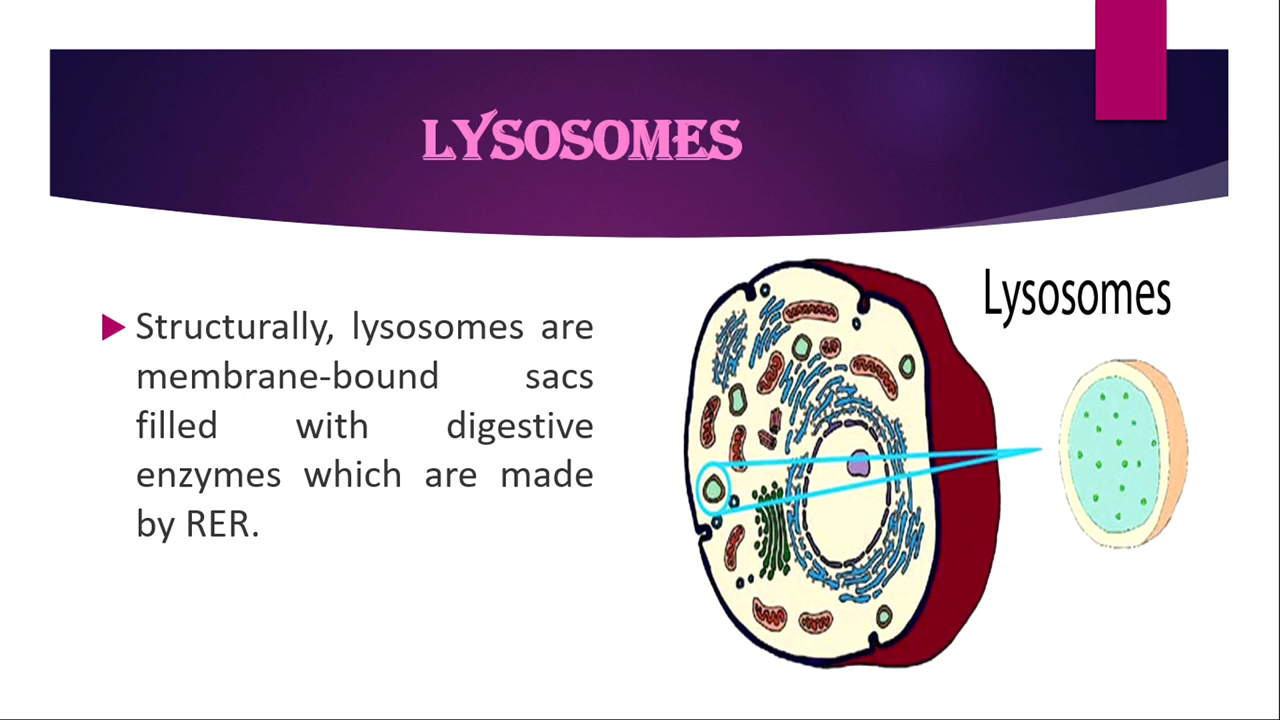 LYSOSOMES
Lysosomes
Structurally, lysosomes are
membrane-bound sacs
filled with digestive
enzymes which are made
by RER.